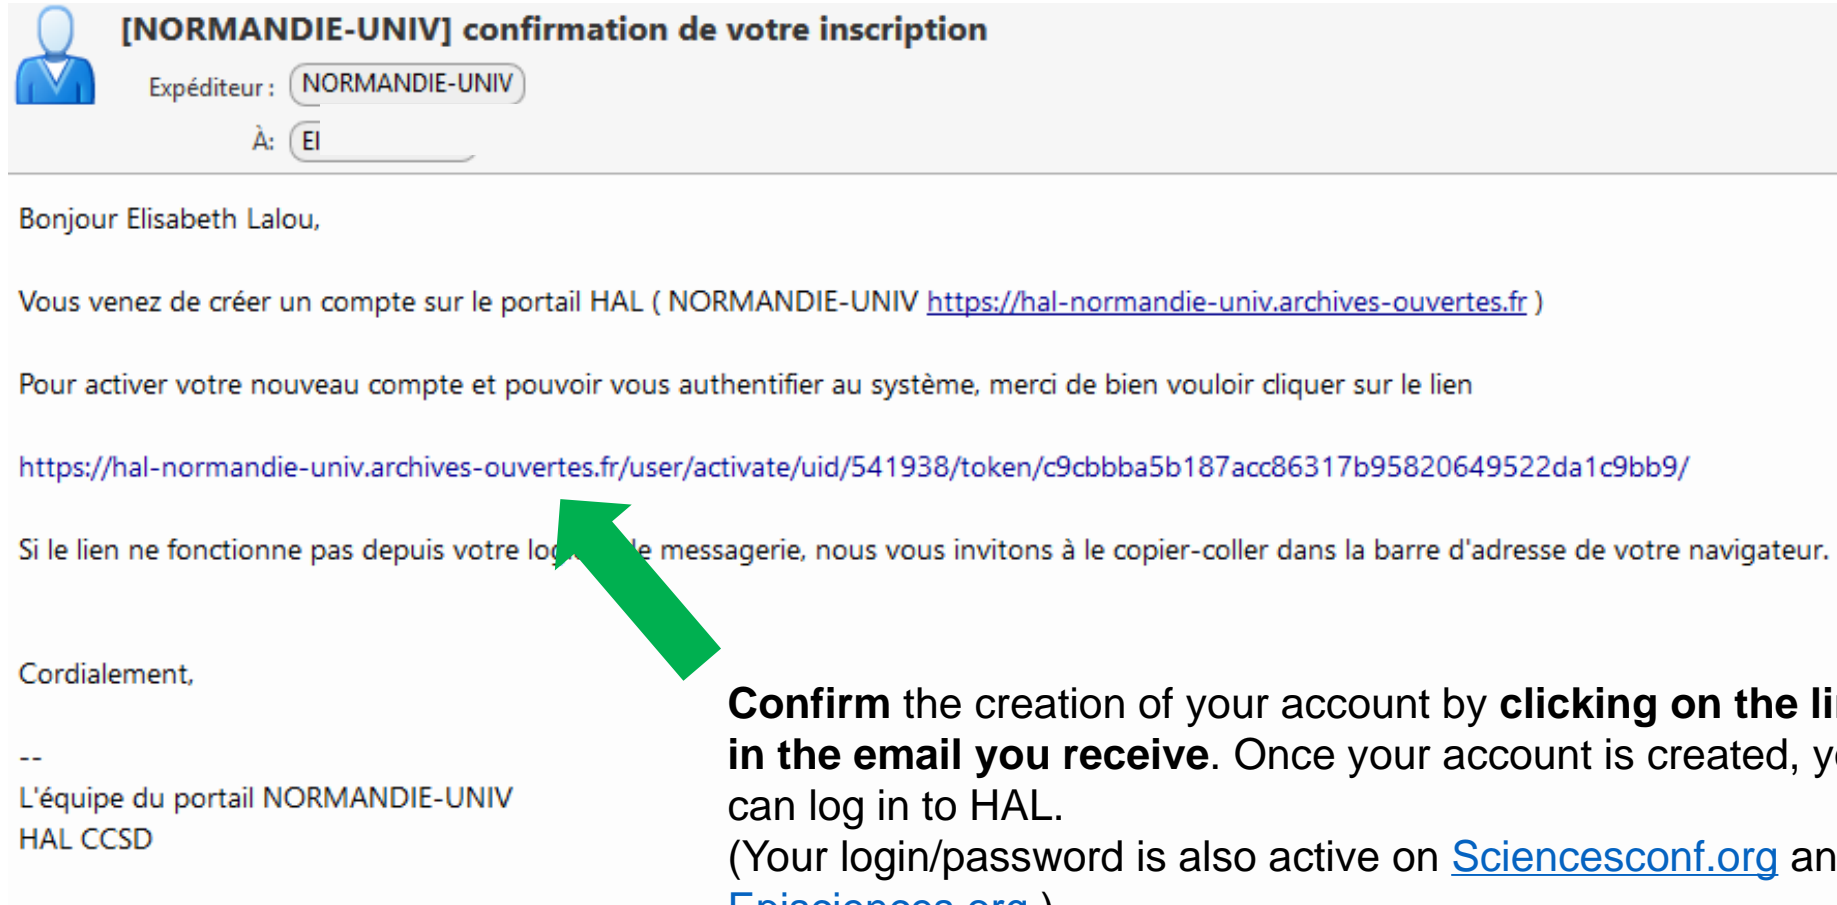 [NORMANDIE-UNIV] confirmation de votre inscription
Expéditeur : NORMANDIE-UNIV
À: El
Bonjour Elisabeth Lalou,
Vous venez de créer un compte sur le portail HAL ( NORMANDIE-UNIV https://hal-normandie-univ.archives-ouvertes.fr )
Pour activer votre nouveau compte et pouvoir vous authentifier au système, merci de bien vouloir cliquer sur le lien
https://hal-normandie-univ.archives-ouvertes.fr/user/activate/uid/541938/token/c9cbbba5b187acc86317b95820649522da1c9bb9/
Si le lien ne fonctionne pas depuis votre messagerie, nous vous invitons à le copier-coller dans la barre d'adresse de votre navigateur.
Cordialement,
--
L'équipe du portail NORMANDIE-UNIV
HAL CCSD
Confirm the creation of your account by clicking on the
in the email you receive. Once your account is created,
can log in to HAL.
(Your login/password is also active on Sciencesconf.org
Episciences.org )